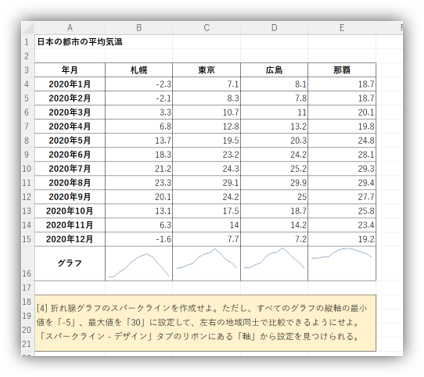 A B C D E F
1 日本の都市の平均気温
2
3 年月 札幌 東京 広島 那覇
4 2020年1月 -2.3 7.1 8.1 18.7
5 2020年2月 -2.1 8.3 7.8 18.7
6 2020年3月 3.3 10.7 11 20.1
7 2020年4月 6.8 12.8 13.2 19.8
8 2020年5月 13.7 19.5 20.3 24.8
9 2020年6月 18.3 23.2 24.2 28.1
10 2020年7月 21.2 24.3 25.2 29.3
11 2020年8月 23.3 29.1 29.9 29.4
12 2020年9月 20.1 24.2 25 27.7
13 2020年10月 13.1 17.5 18.7 25.8
14 2020年11月 6.3 14 14.2 23.4
15 2020年12月 -1.6 7.7 7.2 19.2
16 グラフ
17
18 [4] 折れ線グラフのスパークラインを作成せよ。ただし、すべてのグラフの縦軸の最小
19 値を「-5」、最大値を「30」に設定して、左右の地域同士で比較できるようにせよ。
20 「スパークライン - デザイン」タブのリボンにある「軸」から設定を見つけられる。
21